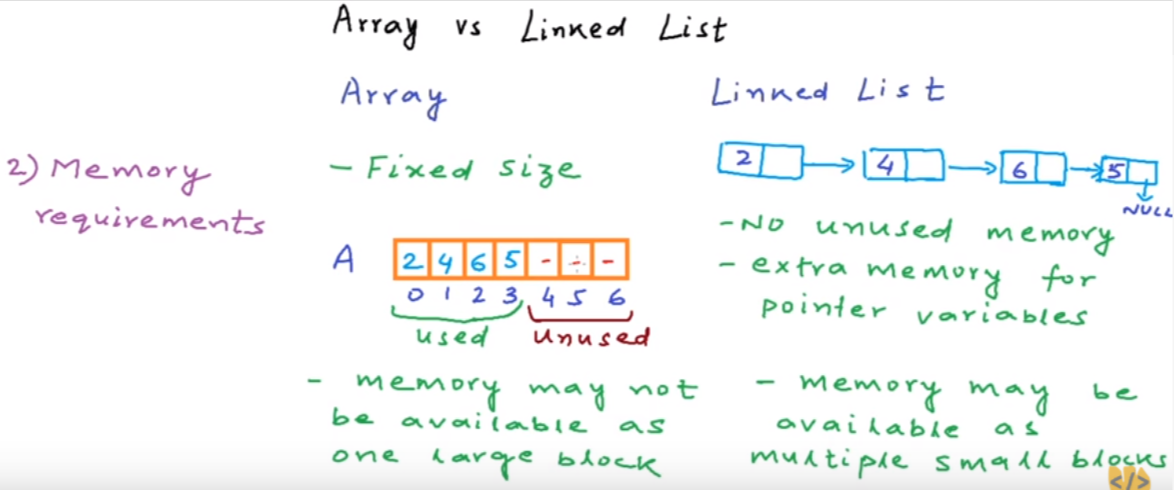 Array vs Linked List
Array
Linked List
2) Memory
requirements
- Fixed size
A 2 4 6 5 - - -
0 1 2 3 4 5 6
used unused
- memory may not
be available as
one large block
2 4 6 5
NULL
- No unused memory
- extra memory for
pointer variables
- memory may be
available as
multiple small blocks
</>